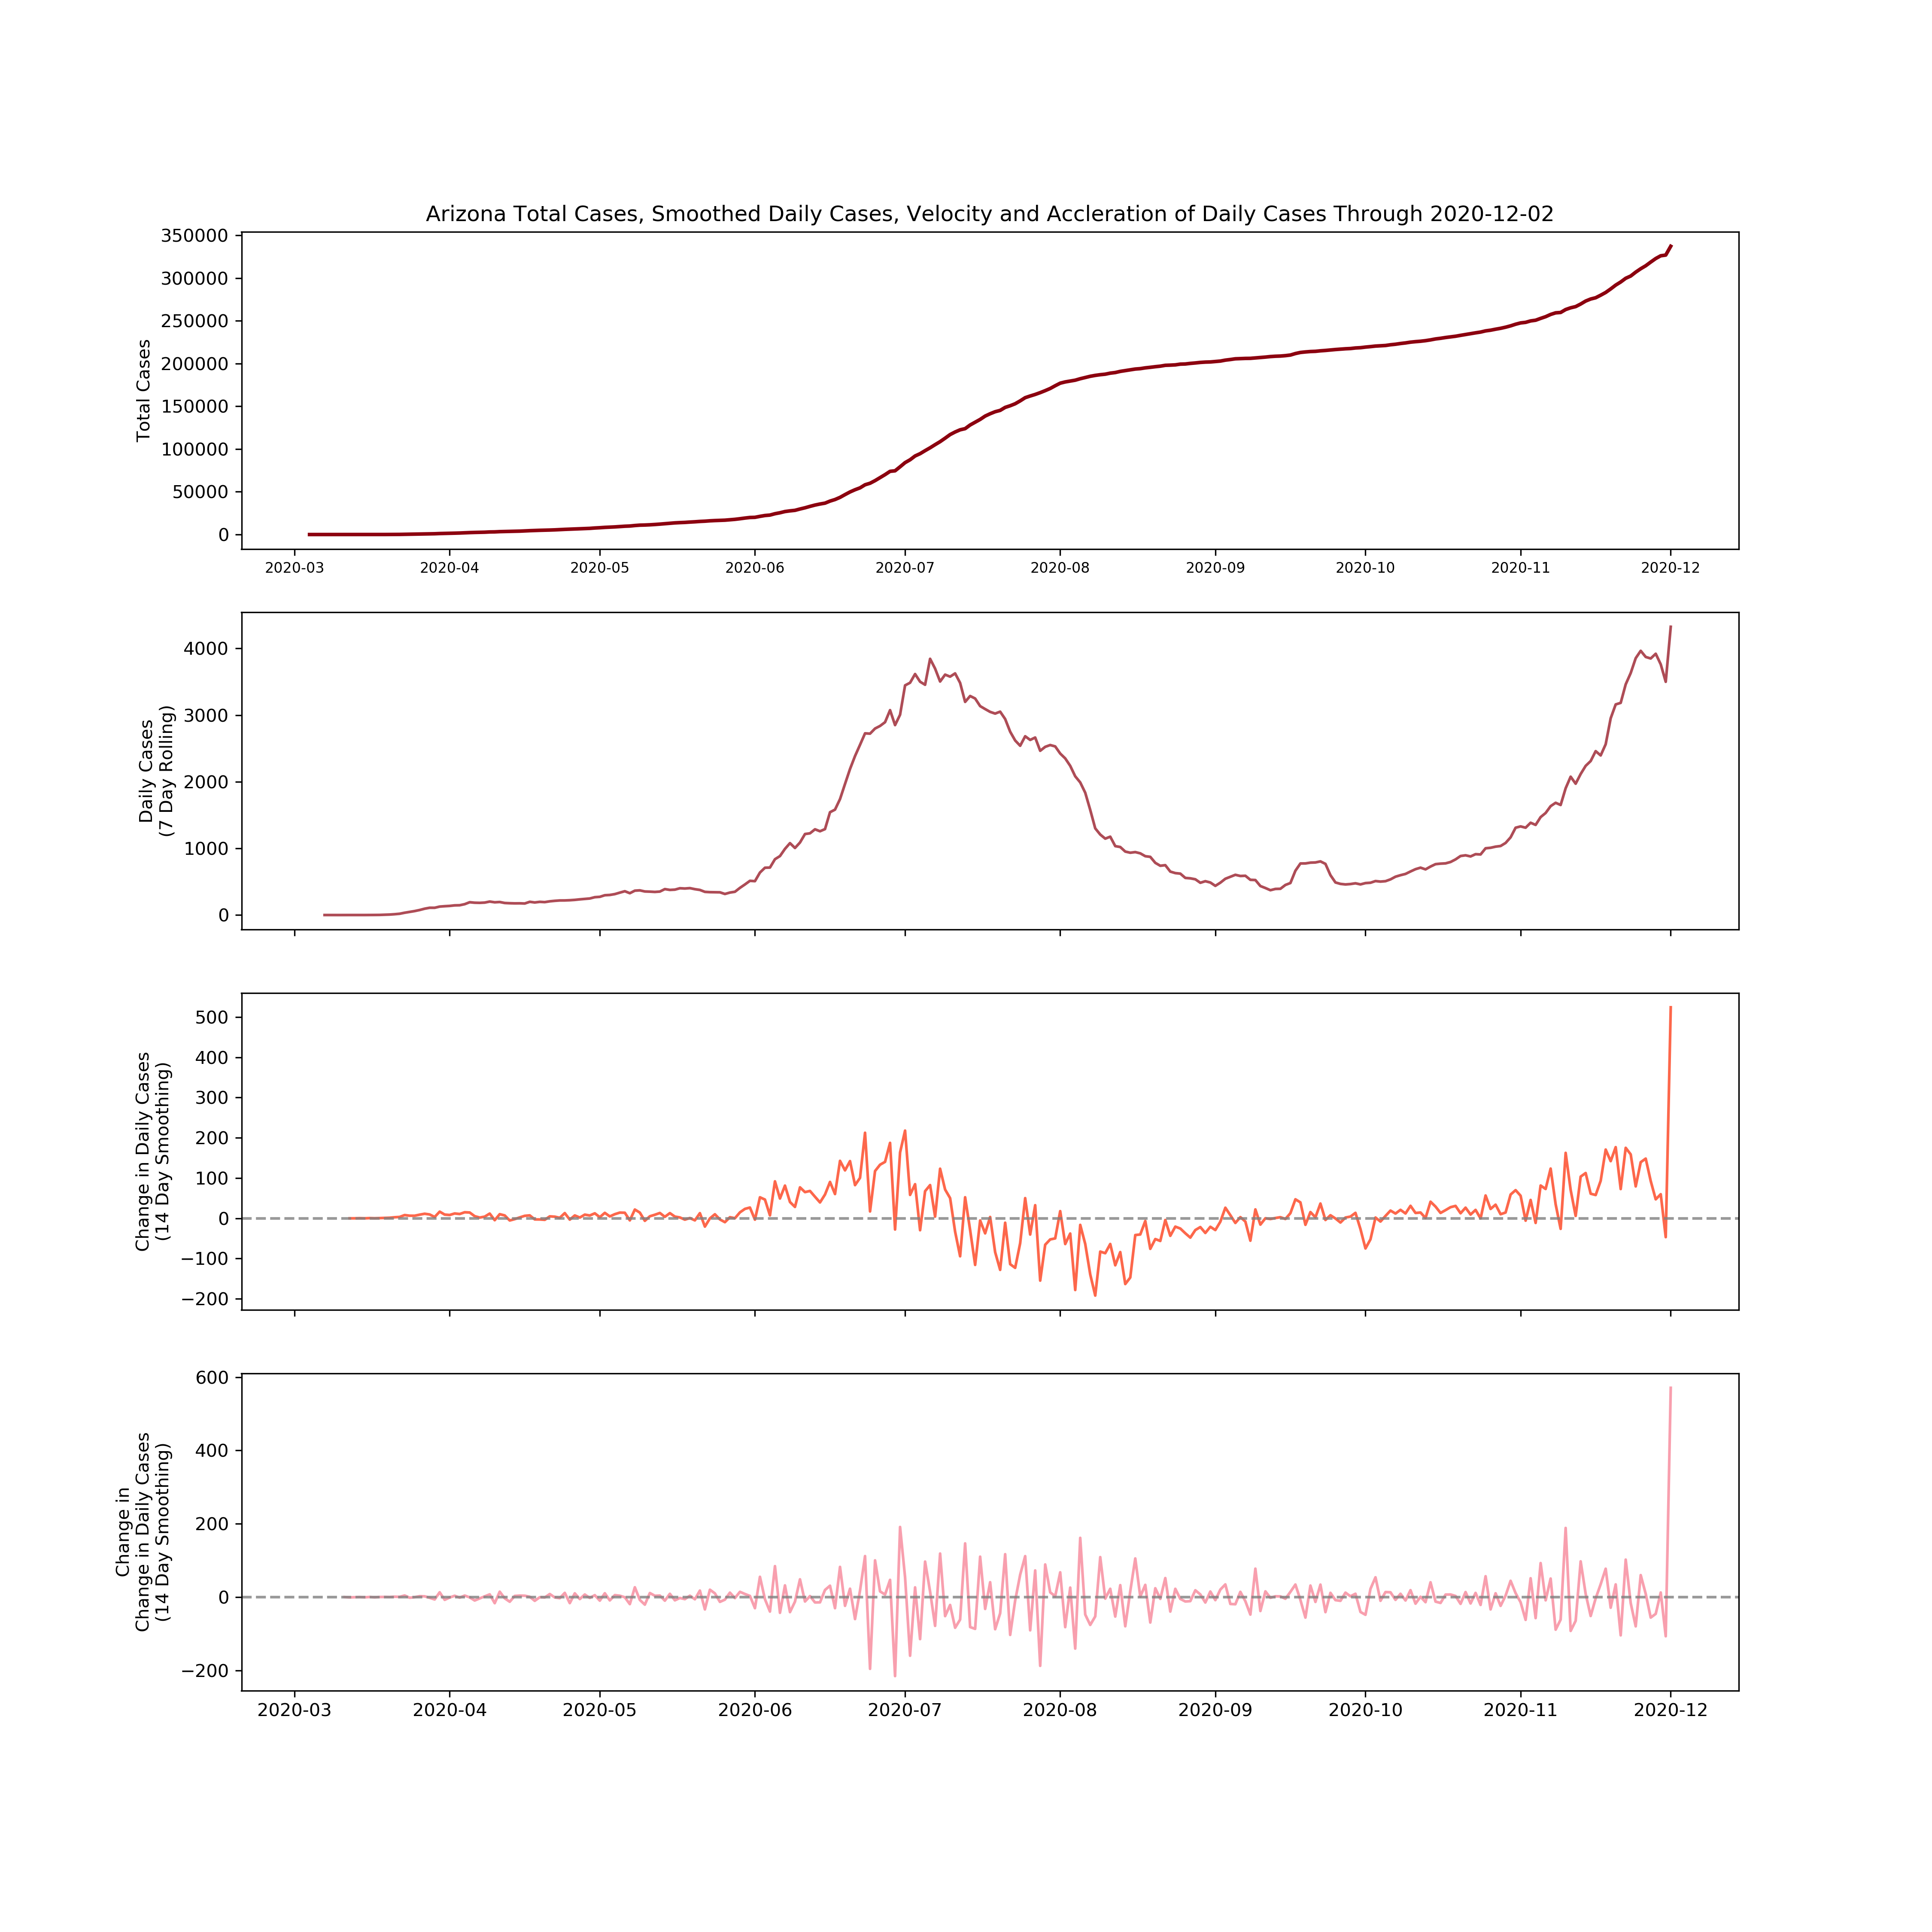 Arizona Total Cases, Smoothed Daily Cases, Velocity and Accleration of Daily Cases Through 2020-12-02
Total Cases
350000
300000
250000
200000
150000
100000
50000
0
2020-03 2020-04 2020-05 2020-06 2020-07 2020-08 2020-09 2020-10 2020-11 2020-12
Daily Cases
(7 Day Rolling)
4000
3000
2000
1000
0
Change in Daily Cases
(14 Day Smoothing)
500
400
300
200
100
0
−100
−200
Change in
Change in Daily Cases
(14 Day Smoothing)
600
400
200
0
−200
2020-03 2020-04 2020-05 2020-06 2020-07 2020-08 2020-09 2020-10 2020-11 2020-12